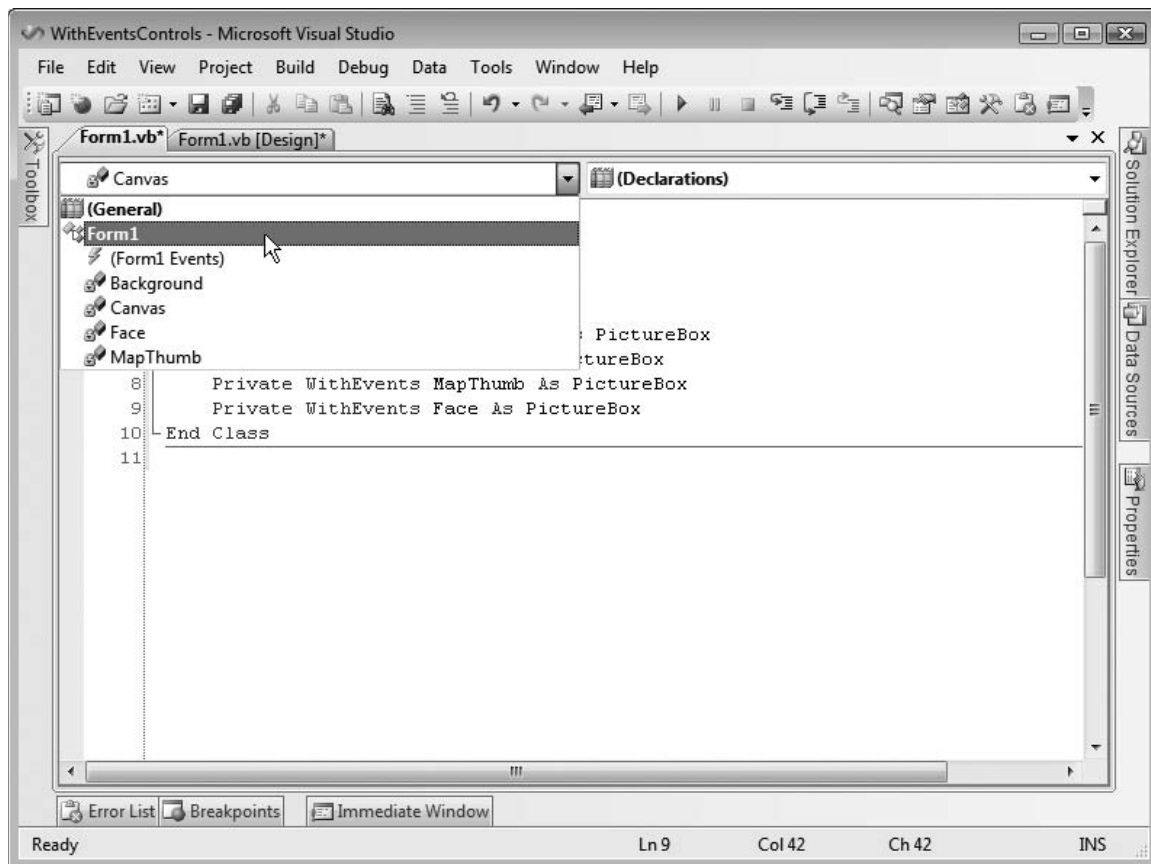 WithEventsControls - Microsoft Visual Studio
File Edit View Project Build Debug Data Tools Window Help
Form1.vb* Form1.vb [Design]*
Toolbox
Canvas (Declarations)
(General)
Form1
(Form1 Events)
Background
Canvas
Face
MapThumb
PictureBox
tureBox
8 Private WithEvents MapThumb As PictureBox
9 Private WithEvents Face As PictureBox
10 End Class
11
Solution Explorer
Data Sources
Properties
Error List Breakpoints Immediate Window
Ready Ln 9 Col 42 Ch 42 INS